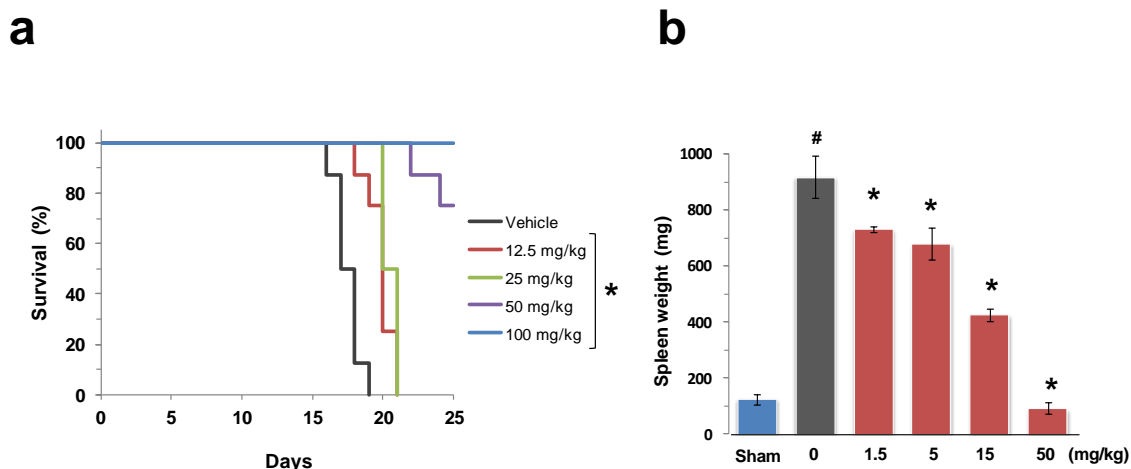 a
b
Survival (%)
100
80
60
40
20
0
0 5 10 15 20 25
Days
Vehicle
12.5 mg/kg
25 mg/kg
50 mg/kg
100 mg/kg
*
Spleen weight (mg)
1000
800
600
400
200
0
#
*
*
*
*
Sham 0 1.5 5 15 50 (mg/kg)